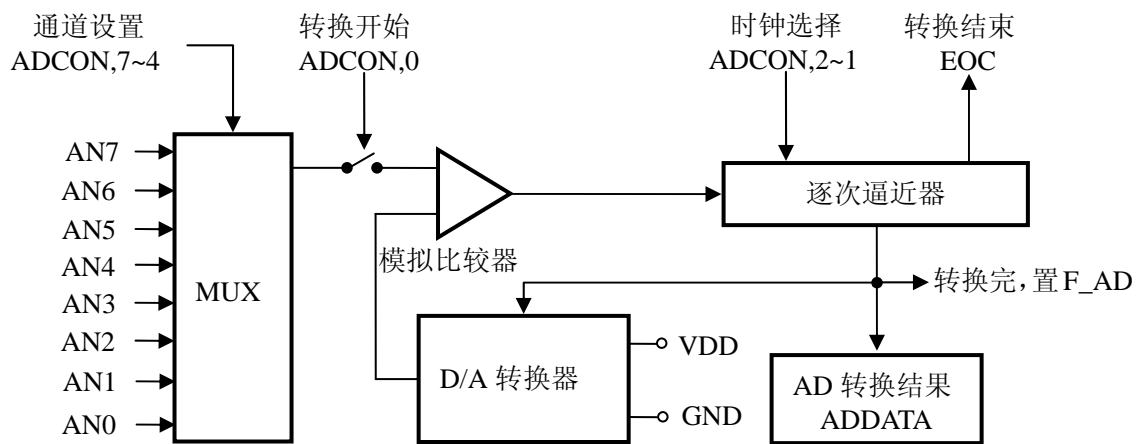 通道设置
ADCON,7~4
转换开始
ADCON,0
时钟选择
ADCON,2~1
转换结束
EOC
AN7
AN6
AN5
AN4
AN3
AN2
AN1
AN0
MUX
模拟比较器
逐次逼近器
转换完，置F_AD
D/A 转换器
VDD
GND
AD 转换结果
ADDATA